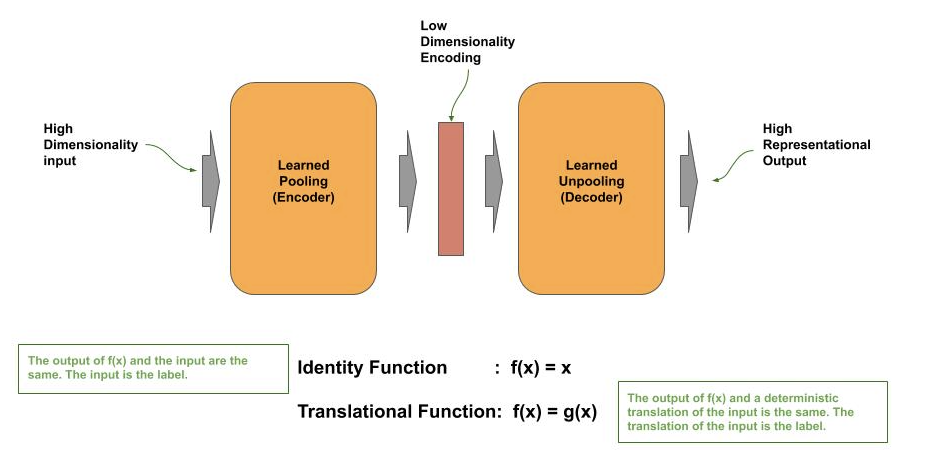 Low
Dimensionality
Encoding
High
Dimensionality
input
Learned
Pooling
(Encoder)
Learned
Unpooling
(Decoder)
High
Representational
Output
The output of f(x) and the input are the
same. The input is the label.
Identity Function : f(x) = x
Translational Function: f(x) = g(x)
The output of f(x) and a deterministic
translation of the input is the same. The
translation of the input is the label.